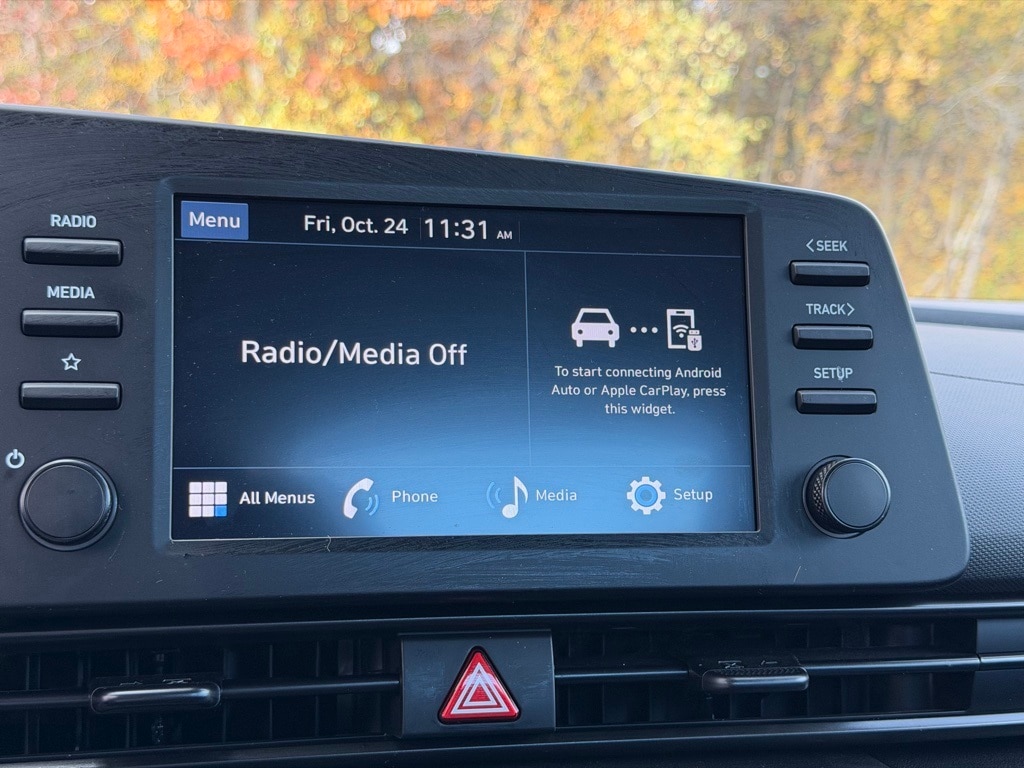 RADIO
MEDIA
Menu
Fri, Oct. 24 11:31 AM
Radio/Media Off
To start connecting Android
Auto or Apple CarPlay, press
this widget.
All Menus
Phone
Media
Setup
<SEEK
TRACK>
SETUP